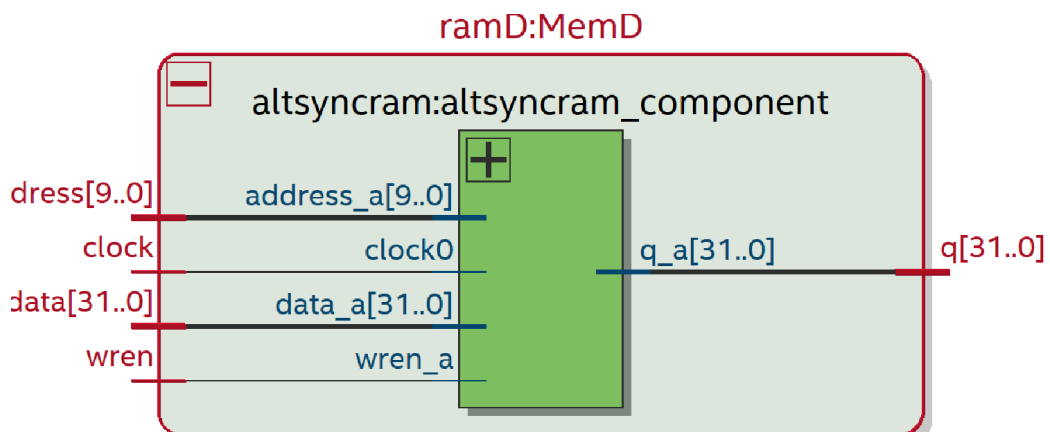 ramD:MemD
altsyncram:altsyncram_component
dress[9..0]
address_a[9..0]
clock
clock0
q_a[31..0]
q[31..0]
data[31..0]
data_a[31..0]
wren
wren_a